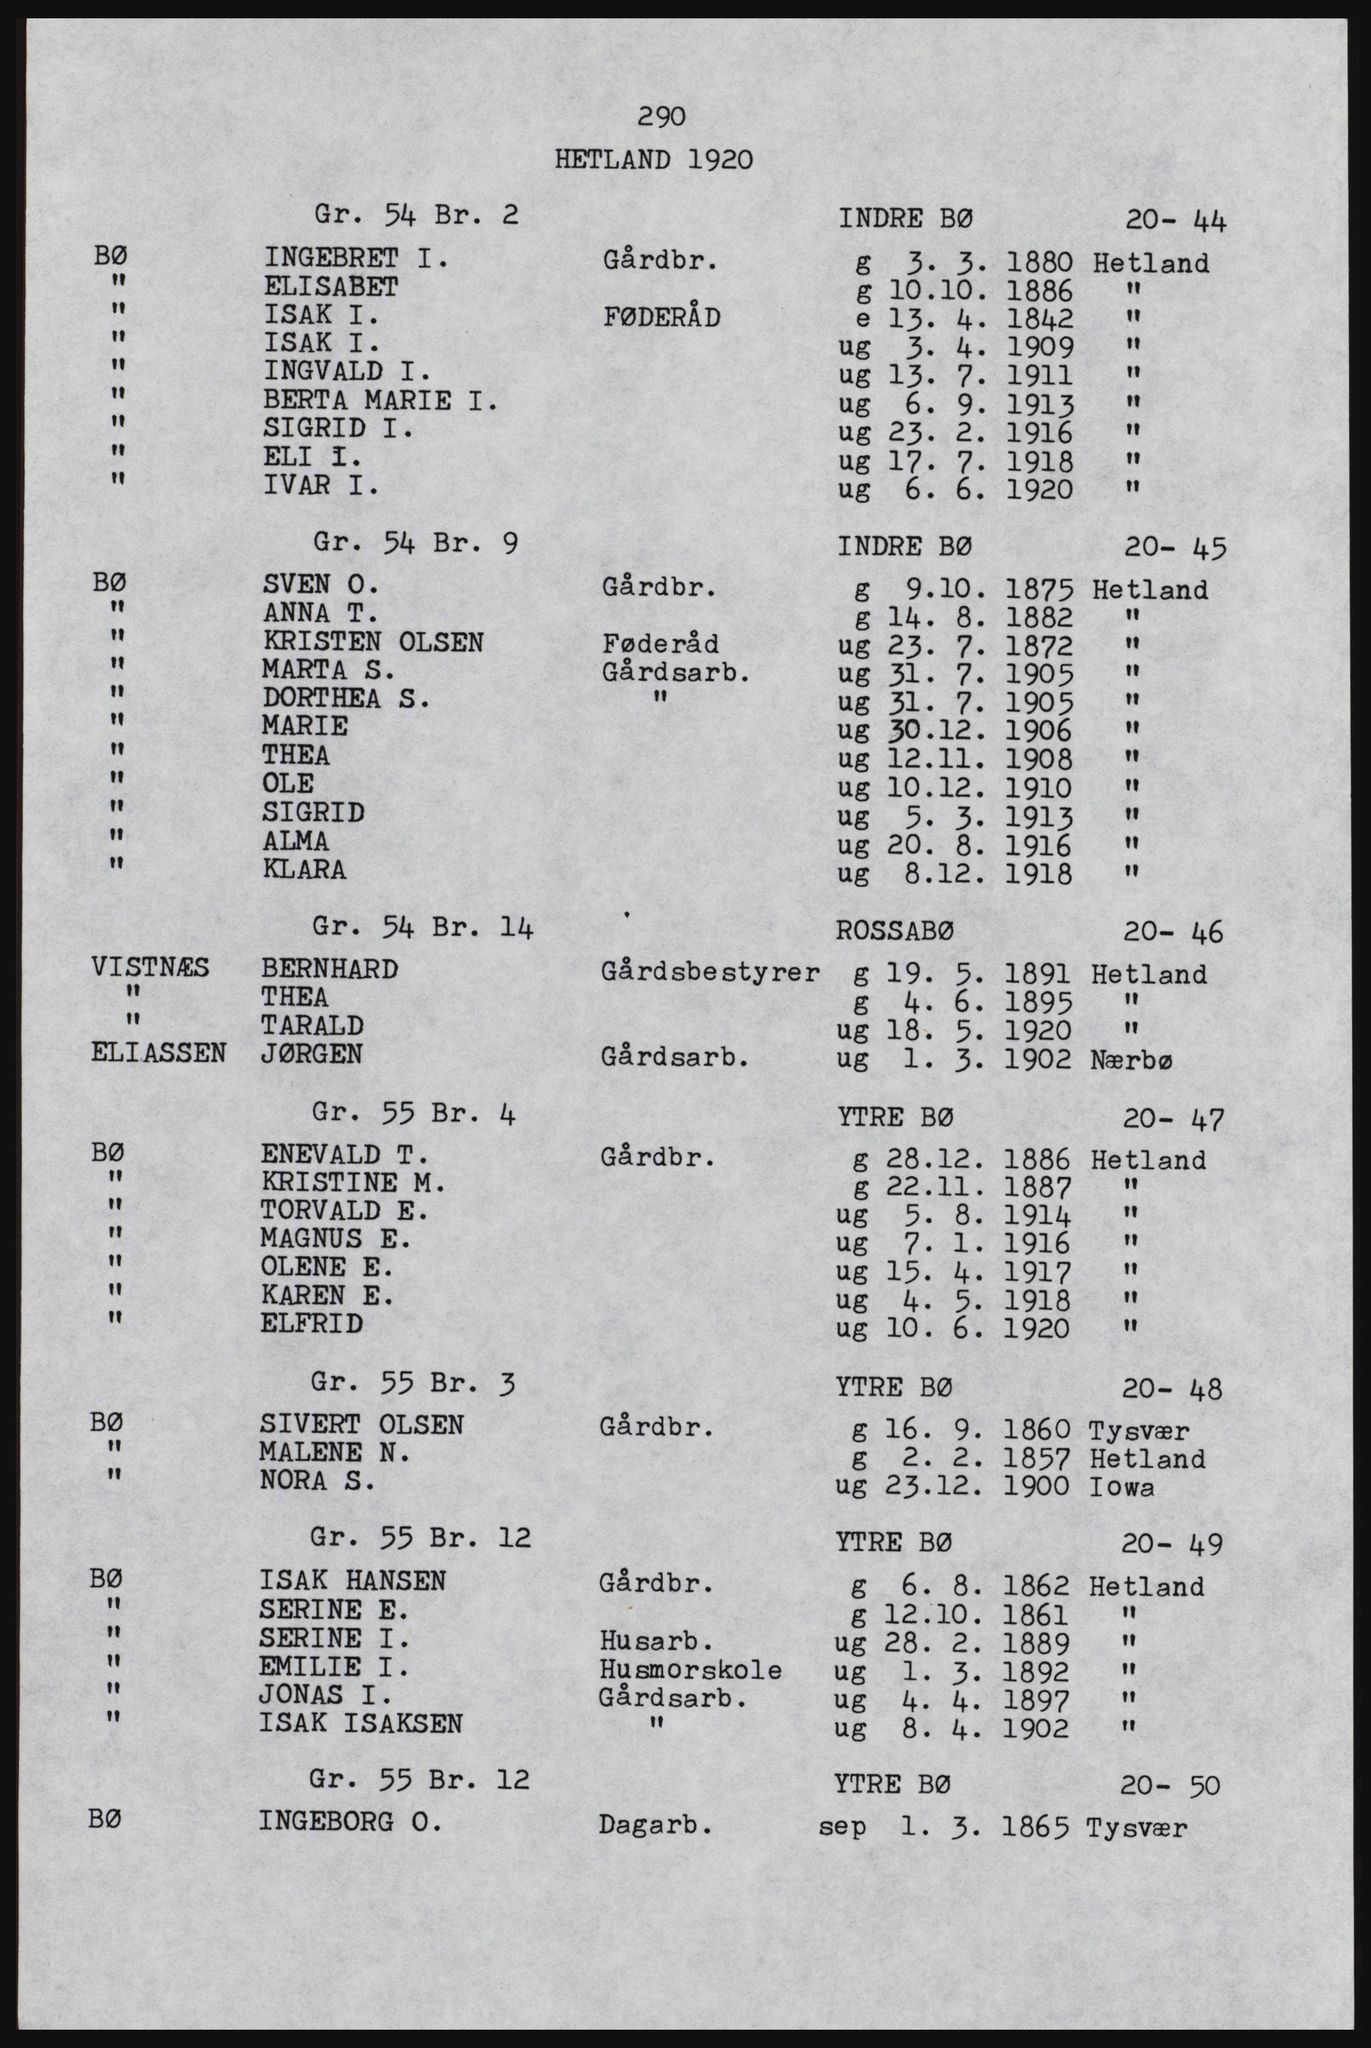 290
HETLAND 1920
Gr. 54 Br. 2 INDRE BØ 20- 44
BØ INGEBRET I. Gårdbr. g 3. 3. 1880 Hetland
" ELISABET g 10.10. 1886 "
" ISAK I. FØDERÅD e 13. 4. 1842 "
" ISAK I. ug 3. 4. 1909 "
" INGVALD I. ug 13. 7. 1911 "
" BERTA MARIE I. ug 6. 9. 1913 "
" SIGRID I. ug 23. 2. 1916 "
" ELI I. ug 17. 7. 1918 "
" IVAR I. ug 6. 6. 1920 "
Gr. 54 Br. 9 INDRE BØ 20- 45
BØ SVEN O. Gårdbr. g 9.10. 1875 Hetland
" ANNA T. g 14. 8. 1882 "
" KRISTEN OLSEN Føderåd ug 23. 7. 1872 "
" MARTA S. Gårdsarb. ug 31. 7. 1905 "
" DORTHEA S. " ug 31. 7. 1905 "
" MARIE ug 30.12. 1906 "
" THEA ug 12.11. 1908 "
" OLE ug 10.12. 1910 "
" SIGRID ug 5. 3. 1913 "
" ALMA ug 20. 8. 1916 "
" KLARA ug 8.12. 1918 "
Gr. 54 Br. 14 ROSSABØ 20- 46
VISTNÆS BERNHARD Gårdsbestyrer g 19. 5. 1891 Hetland
" THEA g 4. 6. 1895 "
" TARALD ug 18. 5. 1920 "
ELIASSEN JØRGEN Gårdsarb. ug 1. 3. 1902 Nærbø
Gr. 55 Br. 4 YTRE BØ 20- 47
BØ ENEVALD T. Gårdbr. g 28.12. 1886 Hetland
" KRISTINE M. g 22.11. 1887 "
" TORVALD E. ug 5. 8. 1914 "
" MAGNUS E. ug 7. 1. 1916 "
" OLENE E. ug 15. 4. 1917 "
" KAREN E. ug 4. 5. 1918 "
" ELFRID ug 10. 6. 1920 "
Gr. 55 Br. 3 YTRE BØ 20- 48
BØ SIVERT OLSEN Gårdbr. g 16. 9. 1860 Tysvær
" MALENE N. g 2. 2. 1857 Hetland
" NORA S. ug 23.12. 1900 Iowa
Gr. 55 Br. 12 YTRE BØ 20- 49
BØ ISAK HANSEN Gårdbr. g 6. 8. 1862 Hetland
" SERINE E. g 12.10. 1861 "
" SERINE I. Husarb. ug 28. 2. 1889 "
" EMILIE I. Husmorskole ug 1. 3. 1892 "
" JONAS I. Gårdsarb. ug 4. 4. 1897 "
" ISAK ISAKSEN " ug 8. 4. 1902 "
Gr. 55 Br. 12 YTRE BØ 20- 50
BØ INGEBORG O. Dagarb. sep 1. 3. 1865 Tysvær